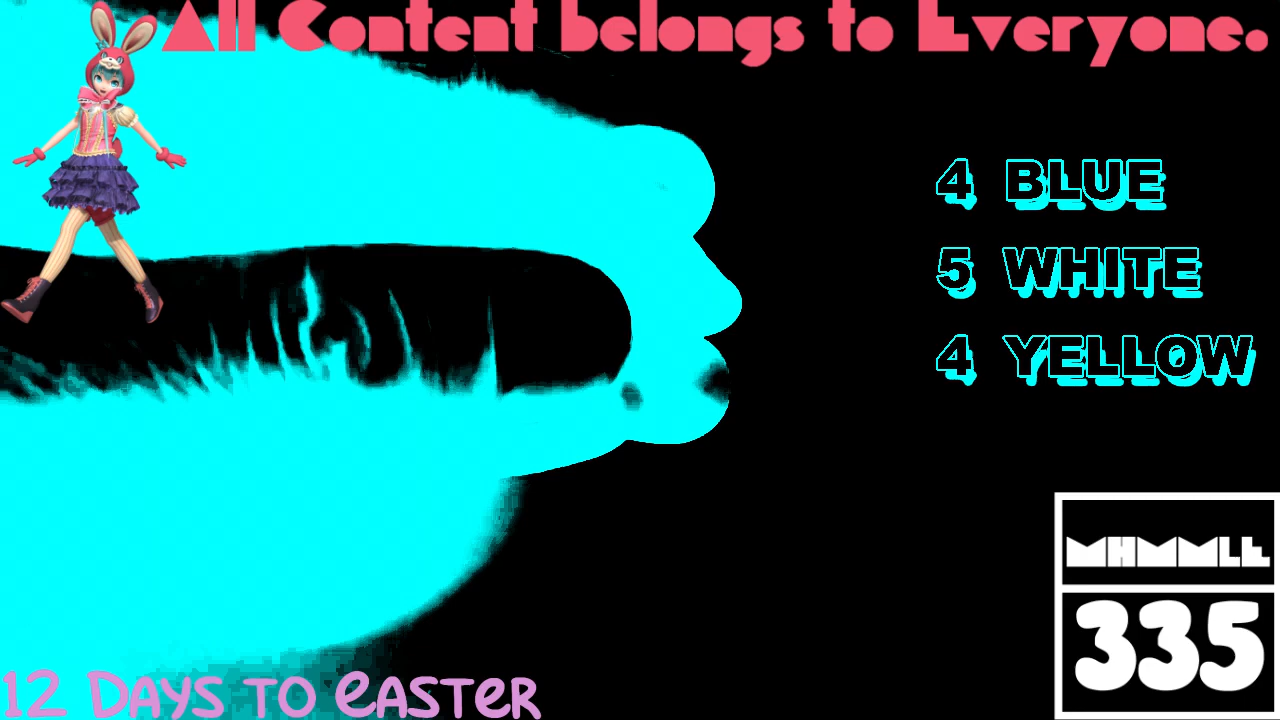 All Content belongs to Everyone.
4 BLUE
5 WHITE
4 YELLOW
MHMMLE
335
12 DAYS TO EASTER